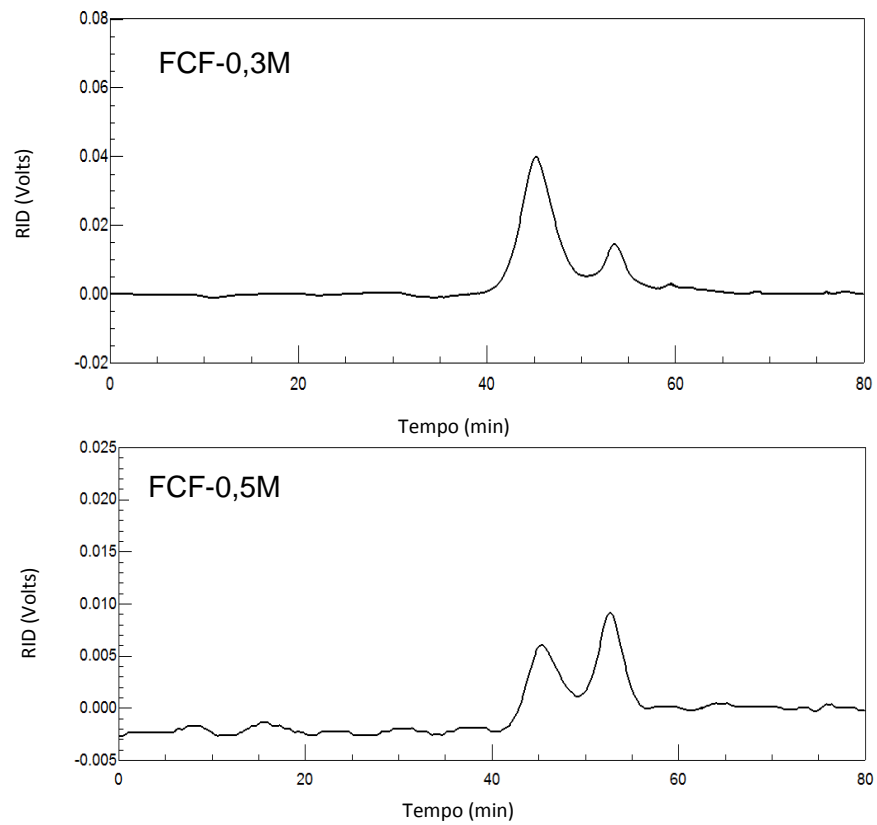 0.08
FCF-0,3M
0.06
0.04
RID (Volts)
0.02
0.00
-0.02
0 20 40 60 80
Tempo (min)
0.025
FCF-0,5M
0.020
0.015
RID (Volts)
0.010
0.005
0.000
-0.005
0 20 40 60 80
Tempo (min)